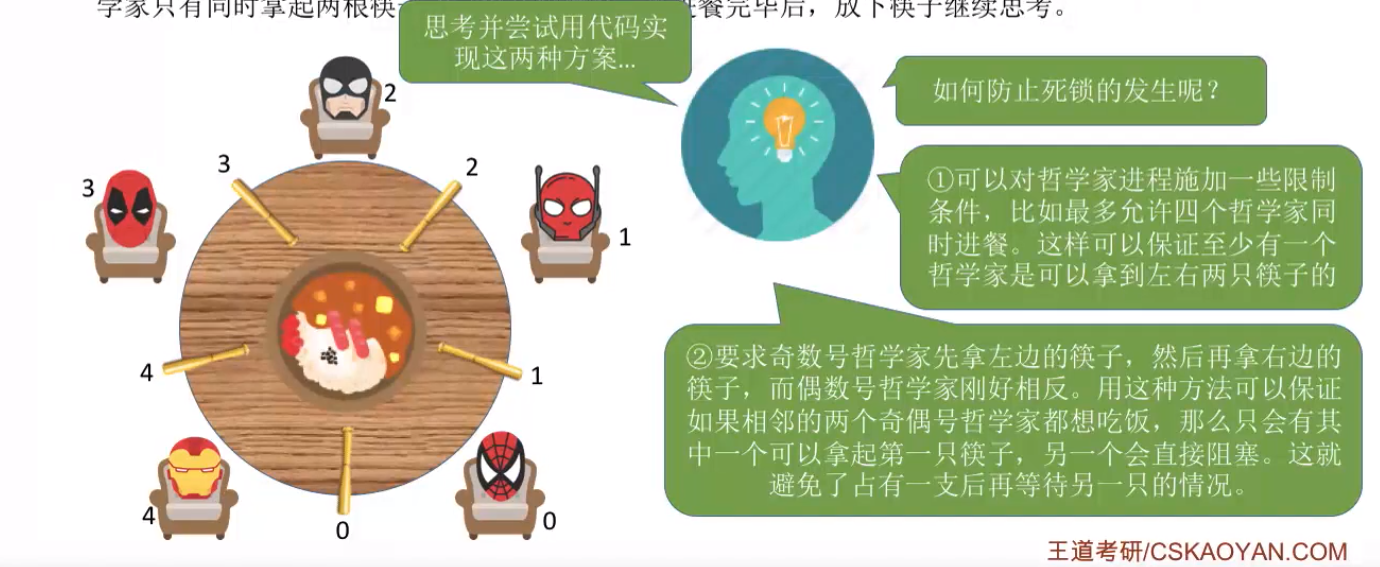 学家只有同时拿起两根筷
进餐完毕后，放下筷子继续思考。
思考并尝试用代码实
现这两种方案...
如何防止死锁的发生呢？
①可以对哲学家进程施加一些限制
条件，比如最多允许四个哲学家同
时进餐。这样可以保证至少有一个
哲学家是可以拿到左右两只筷子的
②要求奇数号哲学家先拿左边的筷子，然后再拿右边的
筷子，而偶数号哲学家刚好相反。用这种方法可以保证
如果相邻的两个奇偶号哲学家都想吃饭，那么只会有其
中一个可以拿起第一只筷子，另一个会直接阻塞。这就
避免了占有一支后再等待另一只的情况。
2
3
2
3
1
4
1
4
0
0
王道考研/CSKAOYAN.COM